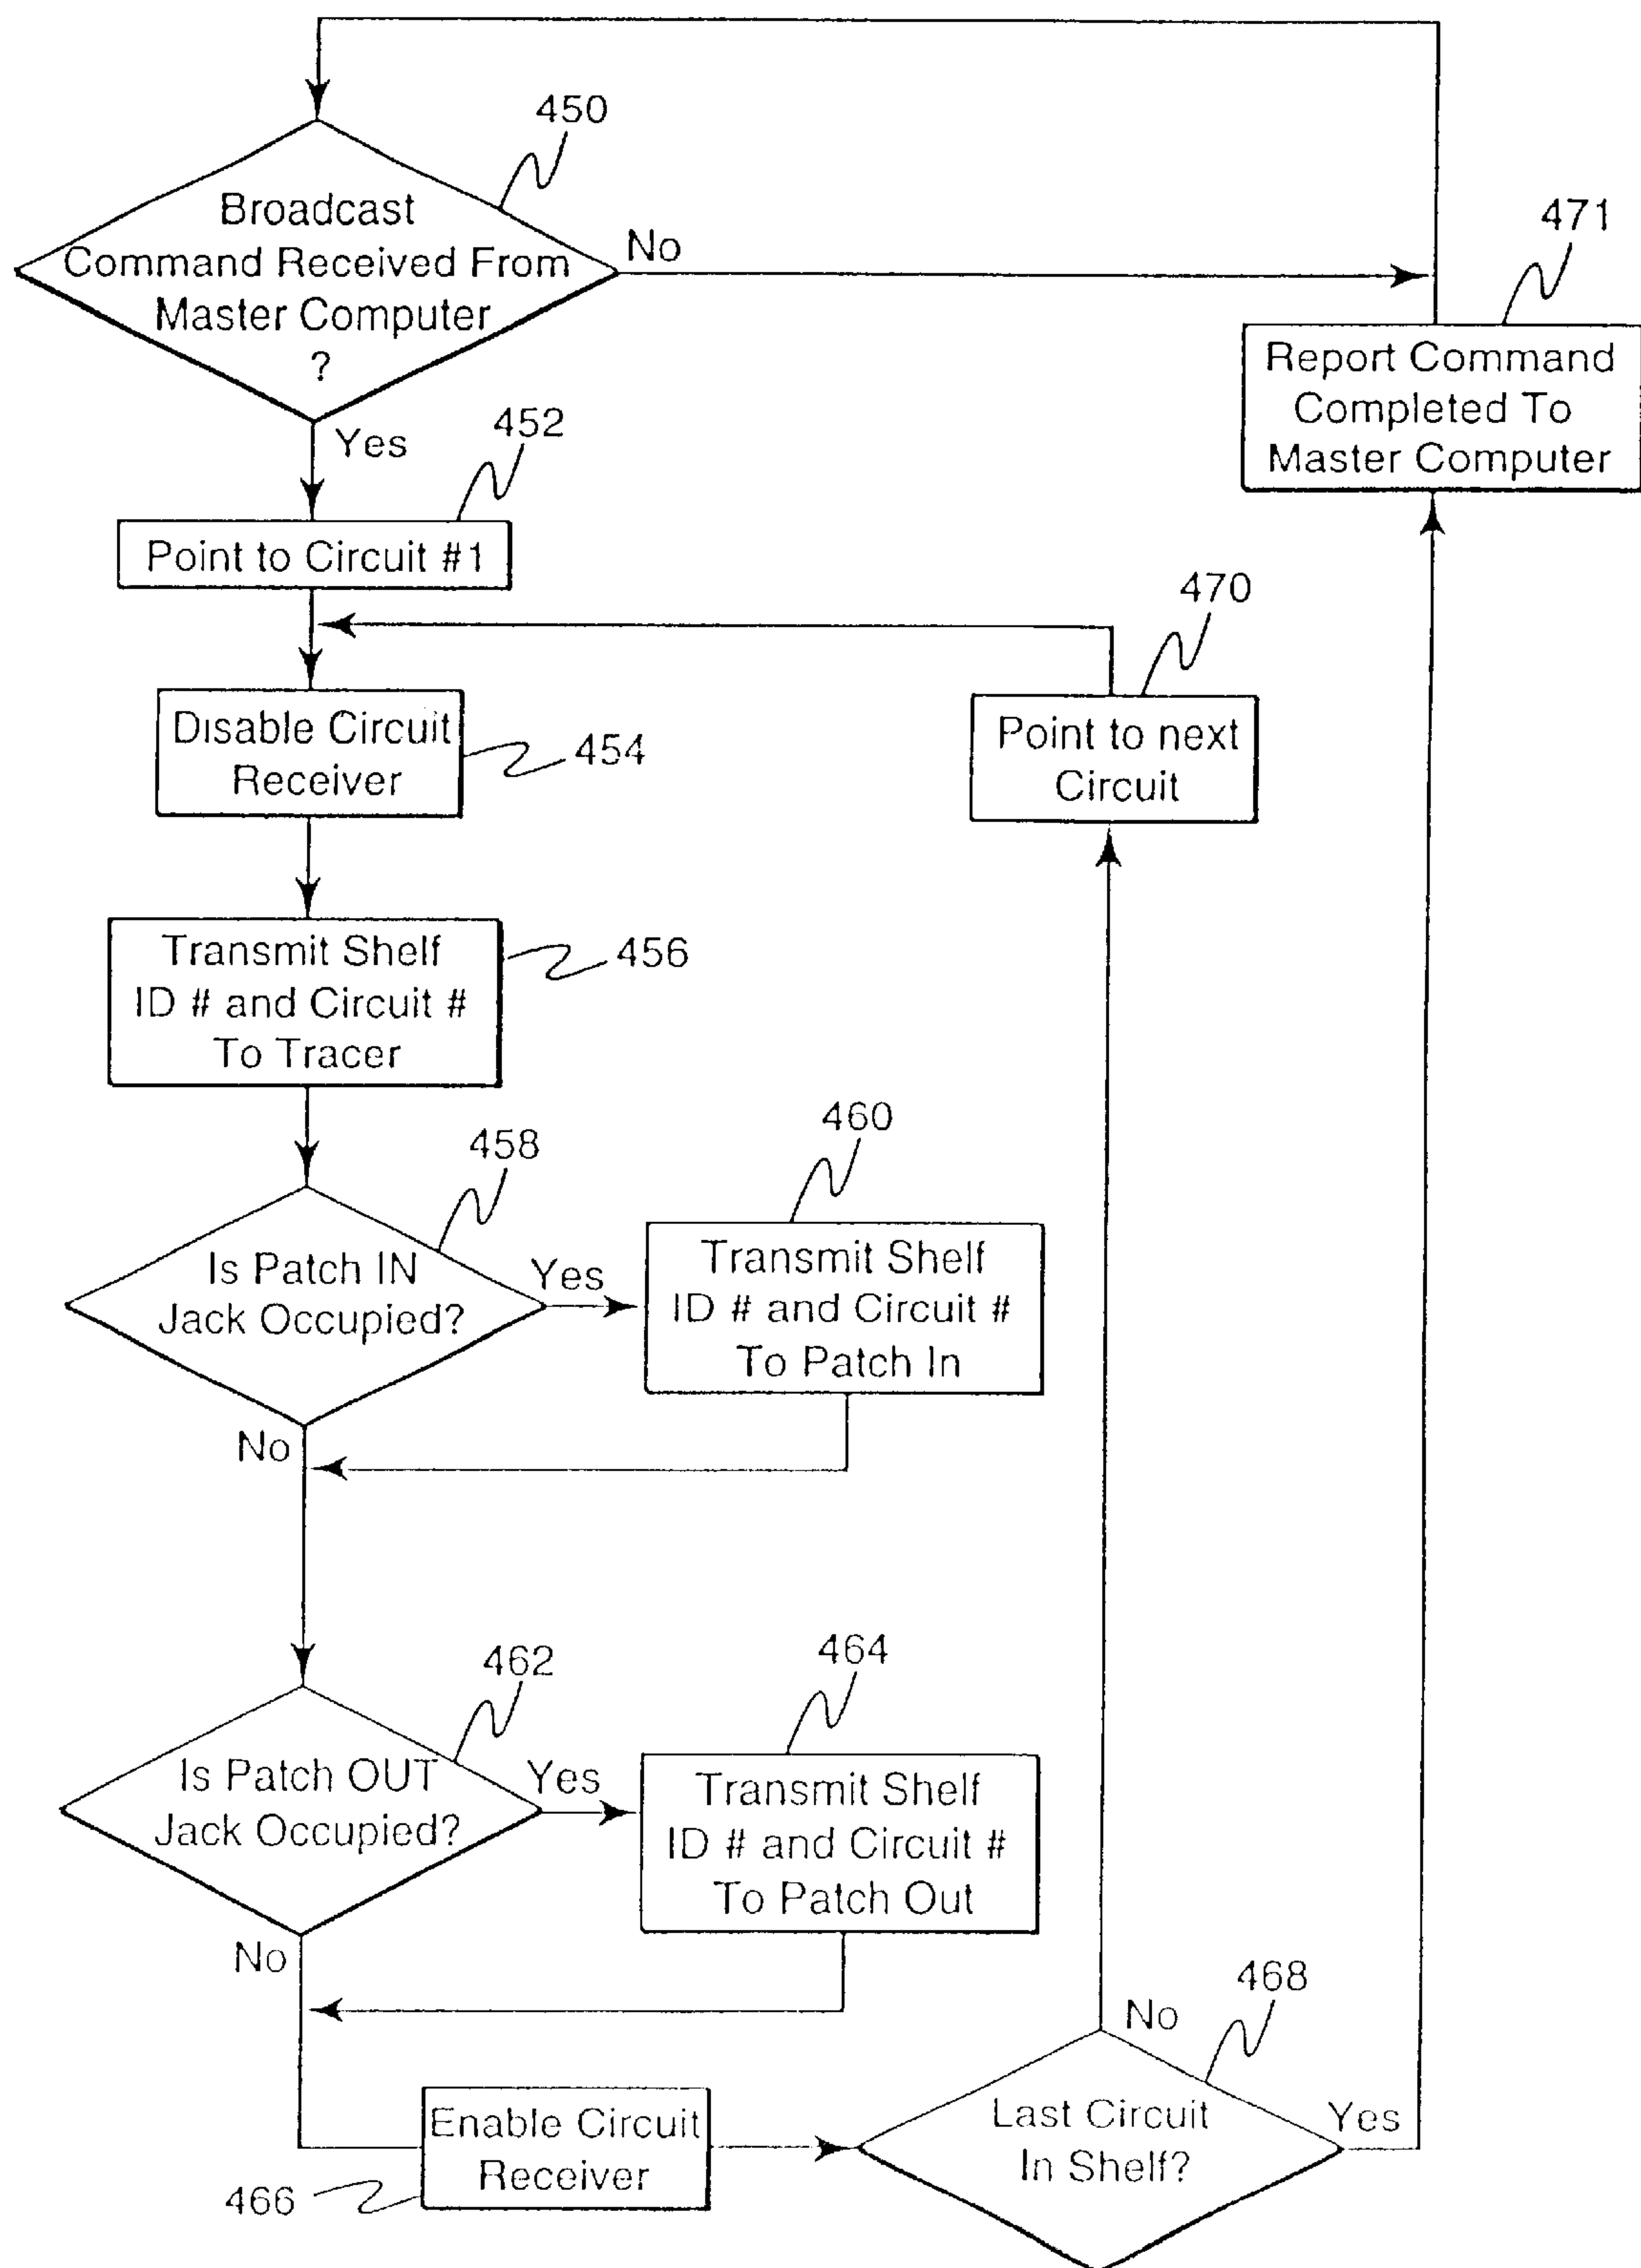 450
Broadcast
Command Received From
Master Computer
?
No
Yes
471
Report Command
Completed To
Master Computer
452
Point to Circuit #1
470
Point to next
Circuit
Disable Circuit
Receiver
454
Transmit Shelf
ID # and Circuit #
To Tracer
456
458
Is Patch IN
Jack Occupied?
Yes
No
460
Transmit Shelf
ID # and Circuit #
To Patch In
462
Is Patch OUT
Jack Occupied?
Yes
No
464
Transmit Shelf
ID # and Circuit #
To Patch Out
Enable Circuit
Receiver
466
468
No
Last Circuit
In Shelf?
Yes